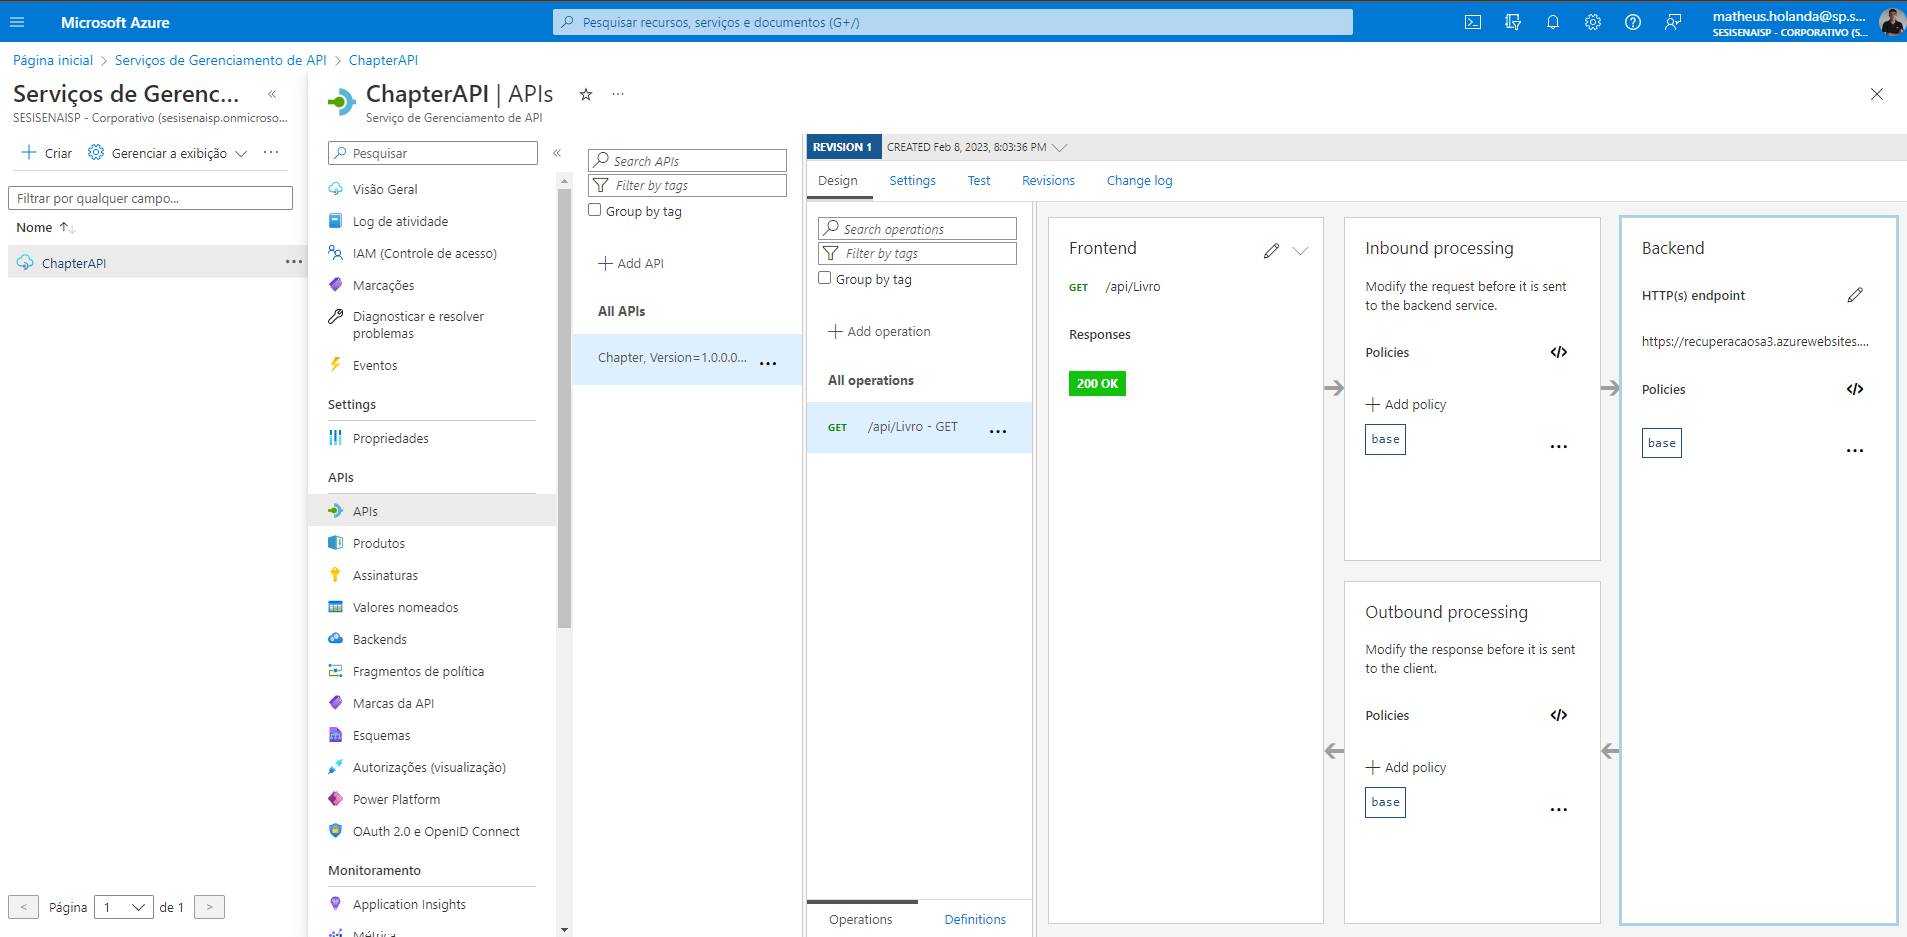 Microsoft Azure
Pesquisar recursos, serviços e documentos (G+/)
matheus.holanda@sp.s...
SESISENAISP - CORPORATIVO (S...
Página inicial > Serviços de Gerenciamento de API > ChapterAPI
Serviços de Gerenc...
SESISENAISP - Corporativo (sesisenaisp.onmicroso...
Criar
Gerenciar a exibição
Filtrar por qualquer campo...
Nome
ChapterAPI
< Página 1 de 1 >
ChapterAPI | APIs
Serviço de Gerenciamento de API
Pesquisar
Visão Geral
Log de atividade
IAM (Controle de acesso)
Marcações
Diagnosticar e resolver
problemas
Eventos
Settings
Propriedades
APIs
APIs
Produtos
Assinaturas
Valores nomeados
Backends
Fragmentos de política
Marcas da API
Esquemas
Autorizações (visualização)
Power Platform
OAuth 2.0 e OpenID Connect
Monitoramento
Application Insights
Métrica
Search APIs
Filter by tags
Group by tag
Add API
All APIs
Chapter, Version=1.0.0.0...
REVISION 1
CREATED Feb 8, 2023, 8:03:36 PM
Design
Settings
Test
Revisions
Change log
Search operations
Filter by tags
Group by tag
Add operation
All operations
GET /api/Livro - GET
Operations
Definitions
Frontend
GET /api/Livro
Responses
200 OK
Inbound processing
Modify the request before it is sent
to the backend service.
Policies
Add policy
base
Outbound processing
Modify the response before it is sent
to the client.
Policies
Add policy
base
Backend
HTTP(s) endpoint
https://recuperacaosa3.azurewebsites....
Policies
base